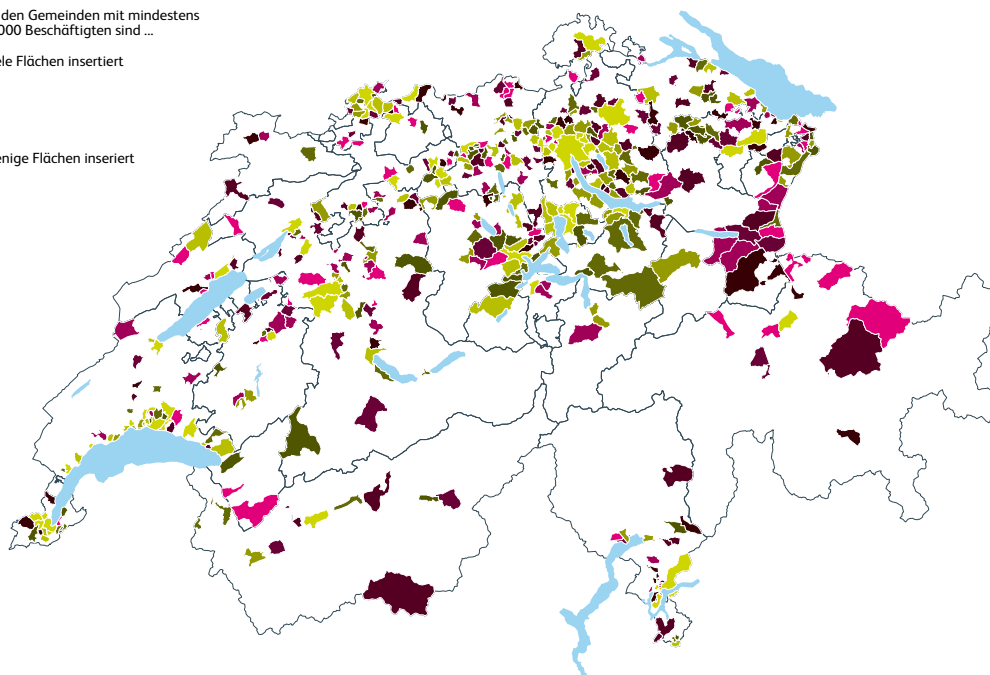 den Gemeinden mit mindestens
000 Beschäftigten sind ...
ele Flächen insertiert
enige Flächen inseriert